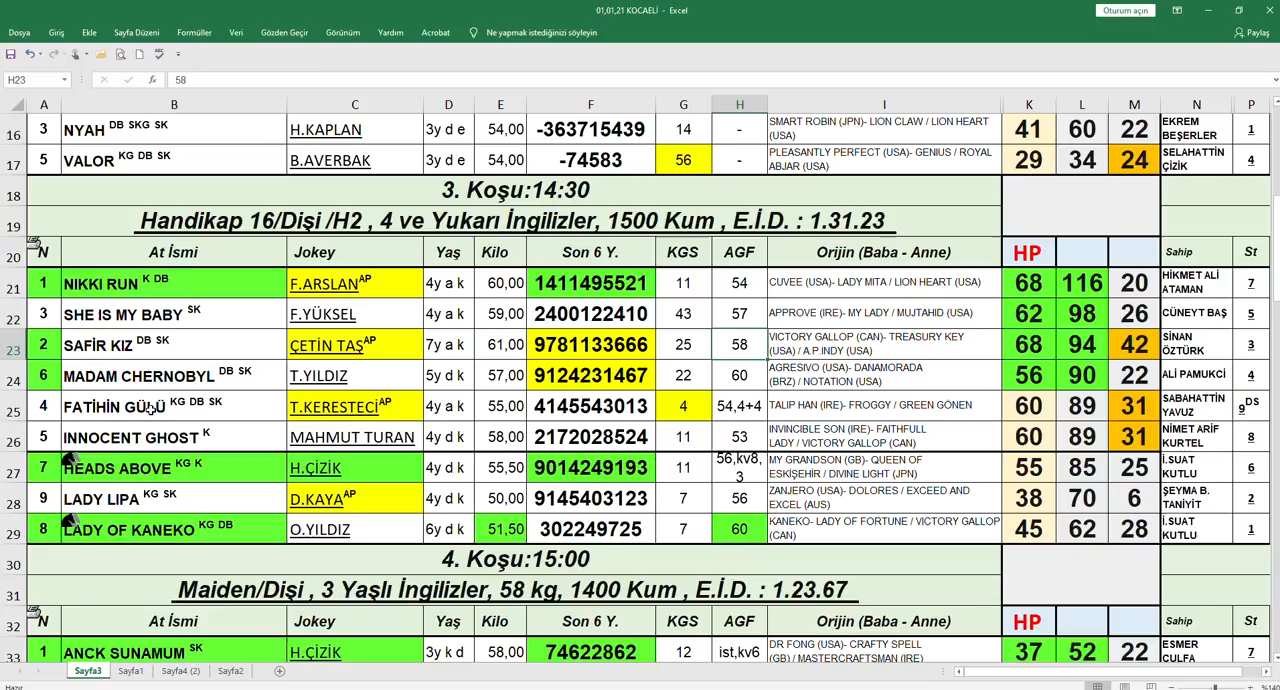 01,01,21 KOCAELİ - Excel
Oturum açın
Dosya Giriş Ekle Sayfa Düzeni Formüller Veri Gözden Geçir Görünüm Yardım Acrobat Ne yapmak istediğinizi söyleyin Paylaş
H23 fx 58
A B C D E F G H I K L M N P
16 3 NYAH DB SKG SK H.KAPLAN 3y d e 54,00 -363715439 14 - SMART ROBIN (JPN)- LION CLAW / LION HEART (USA) 41 60 22 EKREM BEŞERLER 1
17 5 VALOR KG DB SK B.AVERBAK 3y d e 54,00 -74583 56 - PLEASANTLY PERFECT (USA)- GENIUS / ROYAL ABJAR (USA) 29 34 24 SELAHATTİN ÇİZİK 4
18 3. Koşu:14:30
19 Handikap 16/Dişi /H2 , 4 ve Yukarı İngilizler, 1500 Kum , E.İ.D. : 1.31.23
20 N At İsmi Jokey Yaş Kilo Son 6 Y. KGS AGF Orijin (Baba - Anne) HP Sahip St
21 1 NIKKI RUN K DB F.ARSLAN AP 4y a k 60,00 1411495521 11 54 CUVEE (USA)- LADY MITA / LION HEART (USA) 68 116 20 HİKMET ALİ ATAMAN 7
22 3 SHE IS MY BABY SK F.YÜKSEL 4y a k 59,00 2400122410 43 57 APPROVE (IRE)- MY LADY / MUJTAHID (USA) 62 98 26 CÜNEYT BAŞ 5
23 2 SAFİR KIZ DB SK ÇETİN TAŞ AP 7y a k 61,00 9781133666 25 58 VICTORY GALLOP (CAN)- TREASURY KEY (USA) / A.P.INDY (USA) 68 94 42 SİNAN ÖZTÜRK 3
24 6 MADAM CHERNOBYL DB SK T.YILDIZ 5y d k 57,00 9124231467 22 60 AGRESIVO (USA)- DANAMORADA (BRZ) / NOTATION (USA) 56 90 22 ALİ PAMUKCİ 4
25 4 FATİHİN KG DB SK T.KERESTECİ AP 4y a k 55,00 4145543013 4 54,4+4 TALIP HAN (IRE)- FROGGY / GREEN GÖNEN 60 89 31 SABAHATTİN YAVUZ 9 DS
26 5 INNOCENT GHOST K MAHMUT TURAN 4y d k 58,00 2172028524 11 53 INVINCIBLE SON (IRE)- FAITHFULL LADY / VICTORY GALLOP (CAN) 60 89 31 NİMET ARİF KURTEL 8
27 7 HEADS ABOVE KG K H.ÇİZİK 4y d k 55,50 9014249193 11 56,kv8,3 MY GRANDSON (GB)- QUEEN OF ESKİŞEHİR / DIVINE LIGHT (JPN) 55 85 25 İ.SUAT KUTLU 6
28 9 LADY LIPA KG SK D.KAYA AP 4y d k 50,00 9145403123 7 56 ZANJERO (USA)- DOLORES / EXCEED AND EXCEL (AUS) 38 70 6 ŞEYMA B. TANİYİT 2
29 8 LADY OF KANEKO KG DB O.YILDIZ 6y d k 51,50 302249725 7 60 KANEKO- LADY OF FORTUNE / VICTORY GALLOP (CAN) 45 62 28 İ.SUAT KUTLU 1
30 4. Koşu:15:00
31 Maiden/Dişi , 3 Yaşlı İngilizler, 58 kg, 1400 Kum , E.İ.D. : 1.23.67
32 N At İsmi Jokey Yaş Kilo Son 6 Y. KGS AGF Orijin (Baba - Anne) HP Sahip St
33 1 ANCK SUNAMUM SK H.ÇİZİK 3y k d 58,00 74622862 12 ist,kv6 DR FONG (USA)- CRAFTY SPELL (GB) / MASTERCRAFTSMAN (IRE) 37 52 22 ESMER ÇULFA 7
Sayfa3 Sayfa1 Sayfa4 (2) Sayfa2
Hazır %140